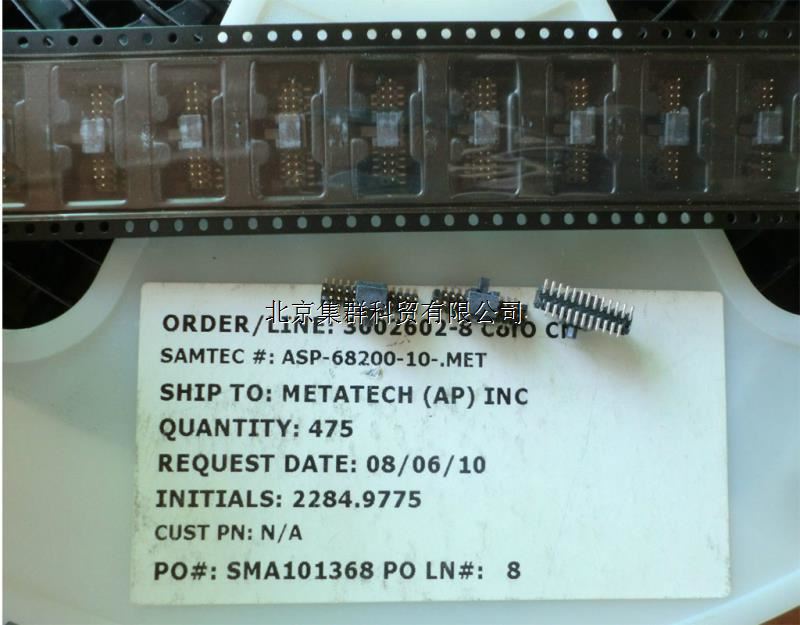 北京集群科贸有限公司
ORDER/LINE: 3002602-8
SAMTEC #: ASP-68200-10-.MET
SHIP TO: METATECH (AP) INC
QUANTITY: 475
REQUEST DATE: 08/06/10
INITIALS: 2284.9775
CUST PN: N/A
PO#: SMA101368 PO LN#: 8